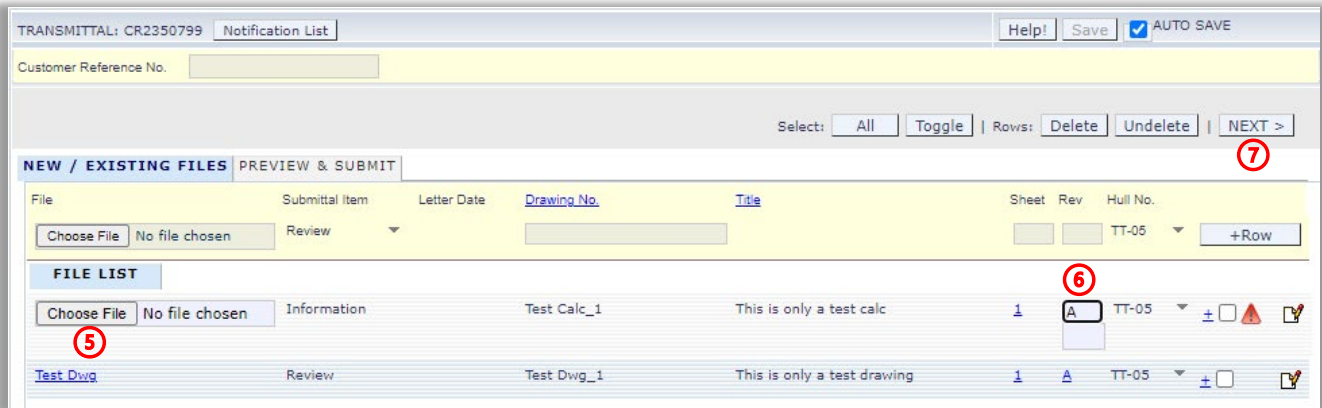 TRANSMITTAL: CR2350799 Notification List Help! Save AUTO SAVE
Customer Reference No.
Select: All Toggle | Rows: Delete Undelete | NEXT >
7
NEW / EXISTING FILES PREVIEW & SUBMIT
File Submittal Item Letter Date Drawing No. Title Sheet Rev Hull No.
Choose File No file chosen Review TT-05 +Row
FILE LIST
6
Choose File No file chosen Information Test Calc_1 This is only a test calc 1 A TT-05 +
5
Test Dwg Review Test Dwg_1 This is only a test drawing 1 A TT-05 +